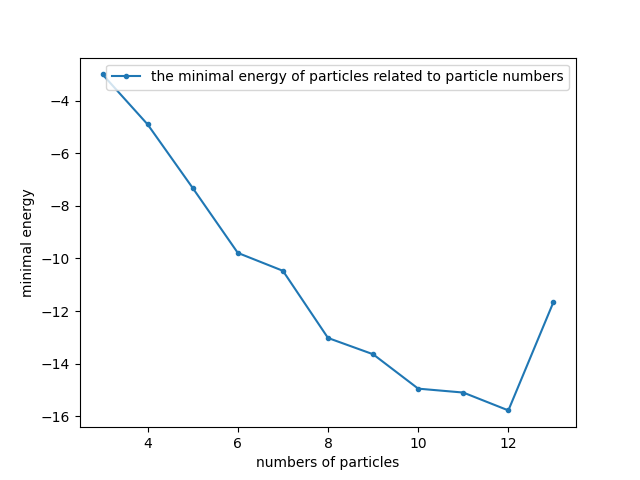 the minimal energy of particles related to particle numbers
−4
−6
−8
−10
−12
−14
−16
minimal energy
4 6 8 10 12
numbers of particles